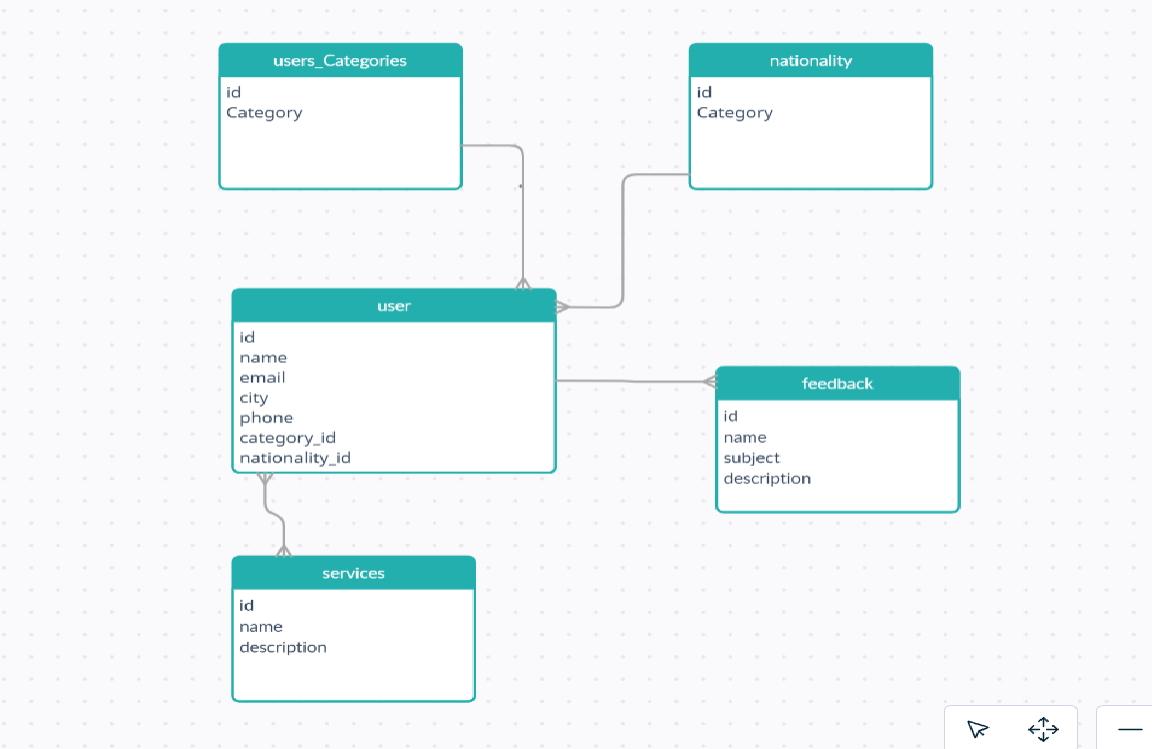 users_Categories
id
Category
nationality
id
Category
user
id
name
email
city
phone
category_id
nationality_id
feedback
id
name
subject
description
services
id
name
description